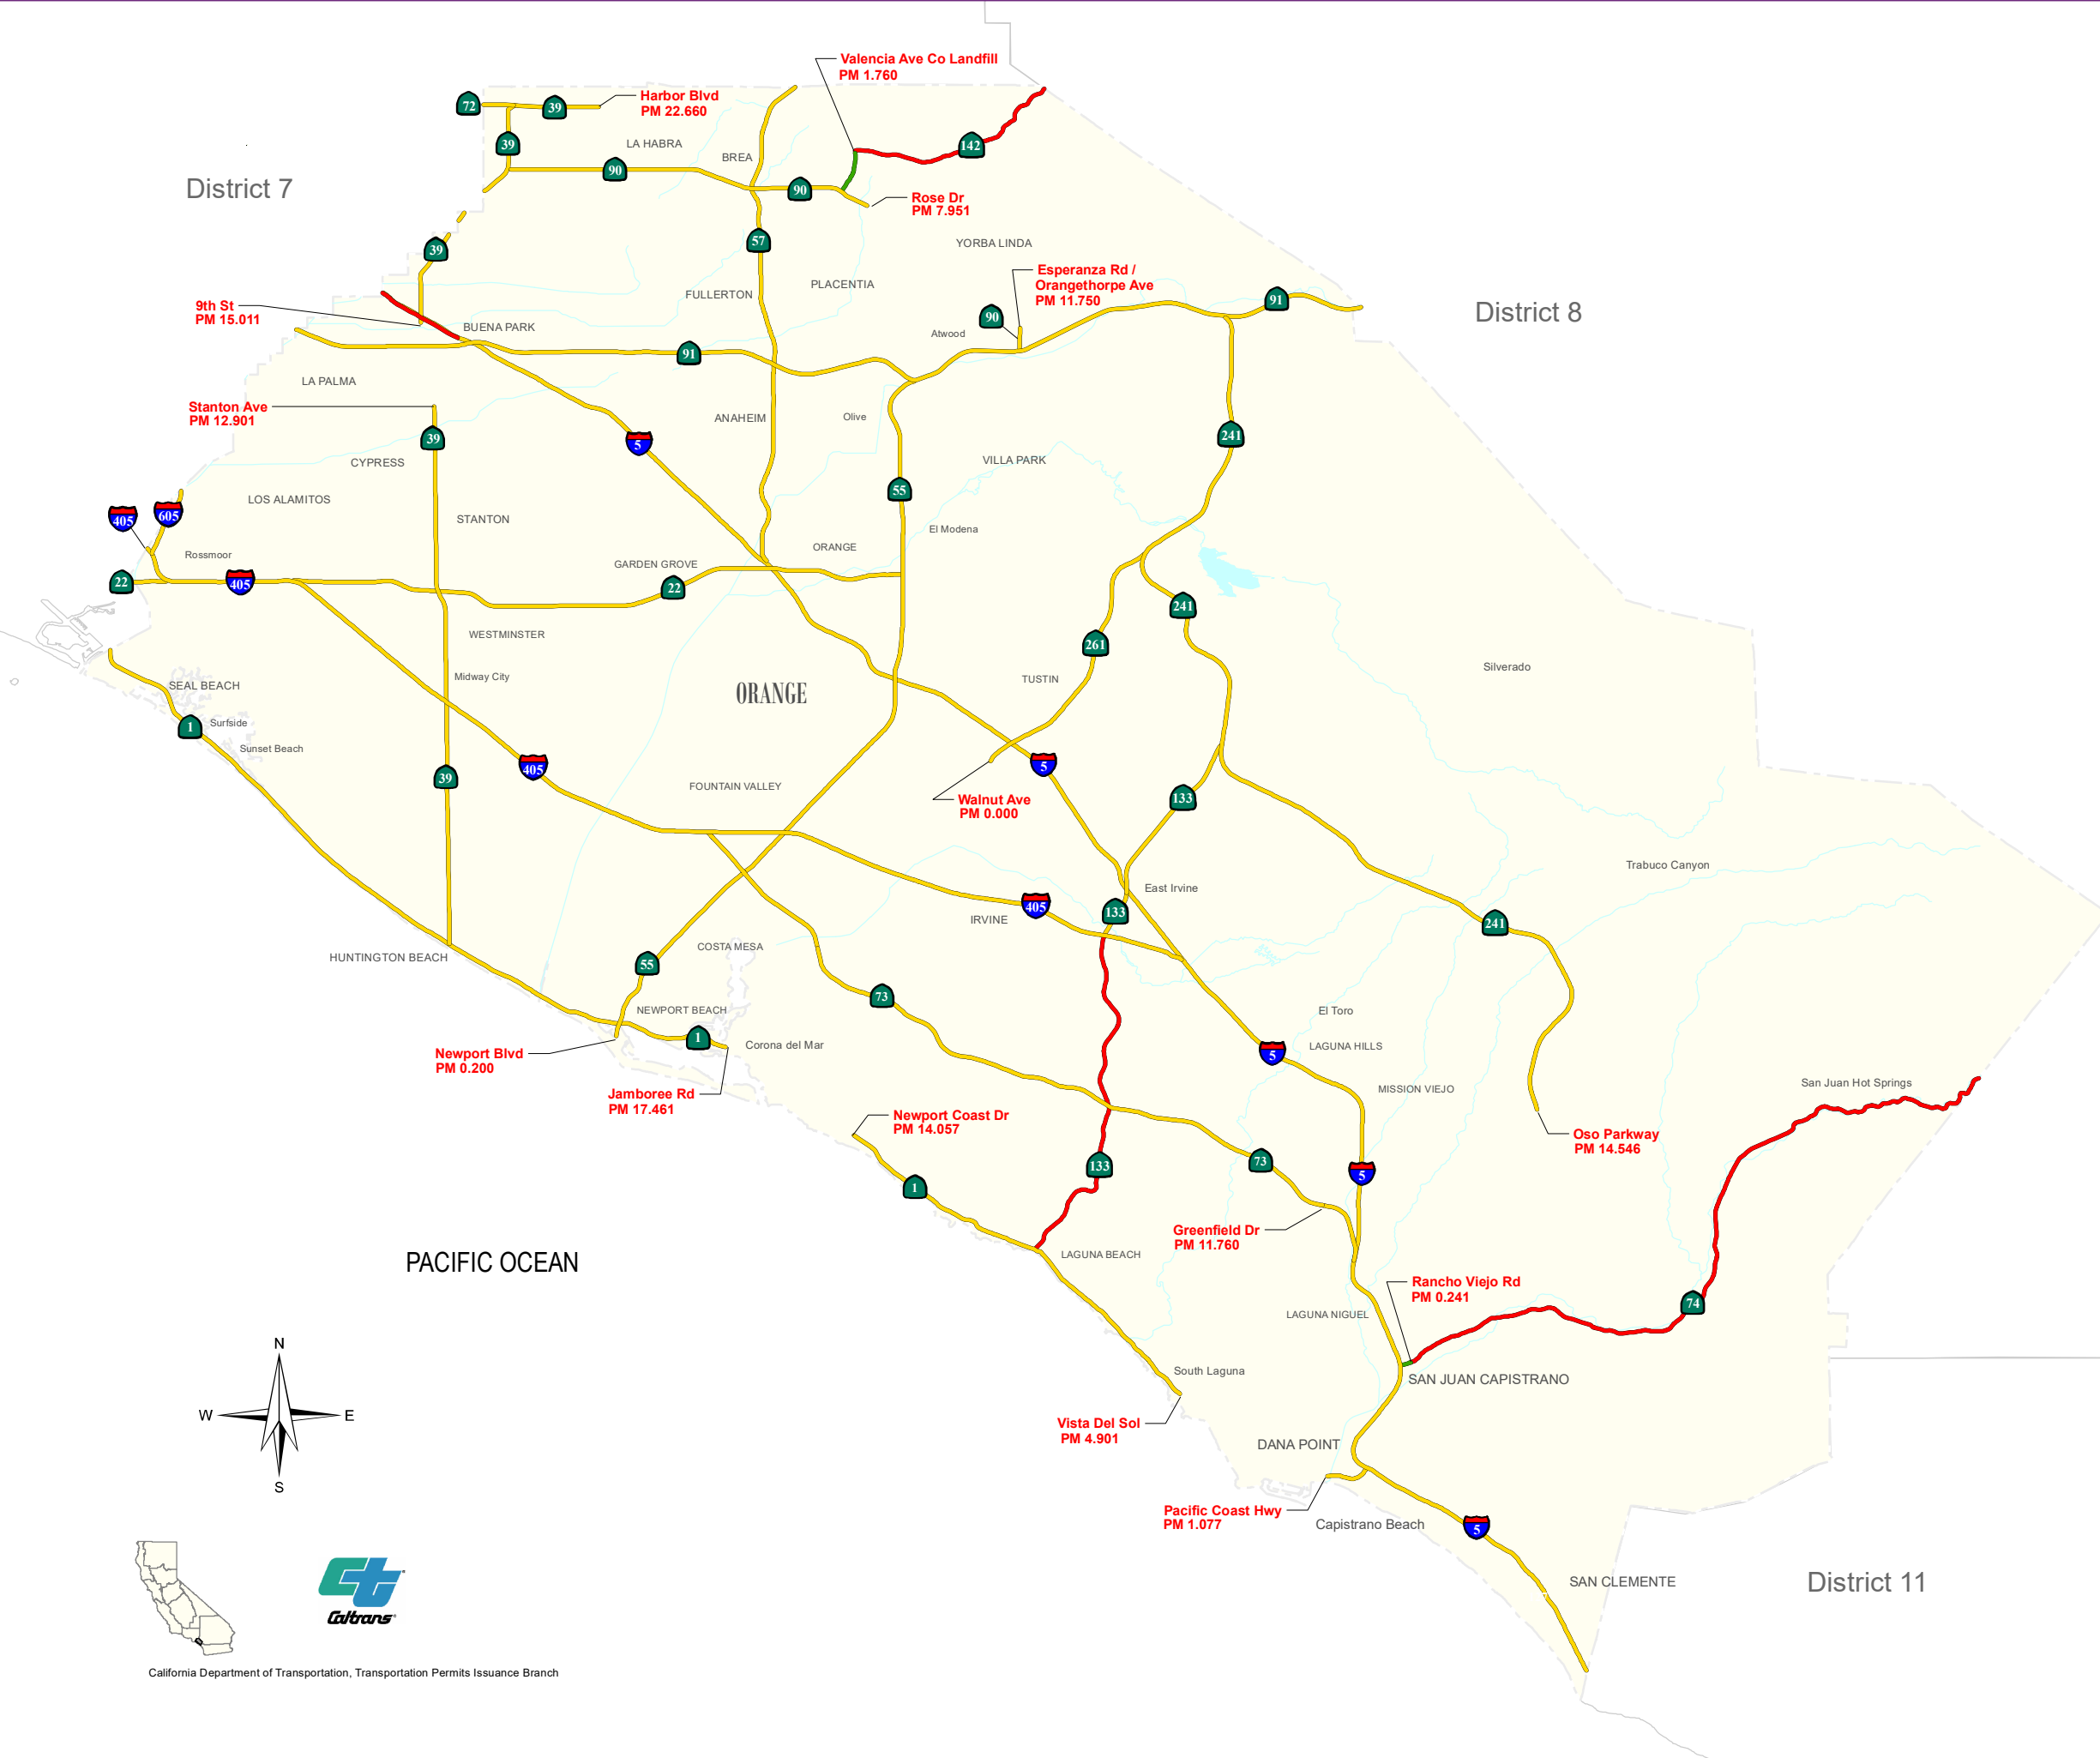 Valencia Ave Co Landfill
PM 1.760
72
39
Harbor Blvd
PM 22.660
39
LA HABRA
142
BREA
90
90
District 7
Rose Dr
PM 7.951
39
57
YORBA LINDA
Esperanza Rd /
Orangethorpe Ave
PM 11.750
PLACENTIA
FULLERTON
91
District 8
9th St
PM 15.011
90
BUENA PARK
Atwood
91
LA PALMA
Stanton Ave
PM 12.901
ANAHEIM
Olive
39
5
241
CYPRESS
VILLA PARK
55
LOS ALAMITOS
405
605
STANTON
El Modena
ORANGE
Rossmoor
GARDEN GROVE
22
405
22
241
WESTMINSTER
261
Silverado
Midway City
TUSTIN
SEAL BEACH
ORANGE
1
Surfside
Sunset Beach
405
5
39
FOUNTAIN VALLEY
Walnut Ave
PM 0.000
133
Trabuco Canyon
East Irvine
405
133
IRVINE
241
COSTA MESA
HUNTINGTON BEACH
55
73
NEWPORT BEACH
El Toro
1
Corona del Mar
LAGUNA HILLS
Newport Blvd
PM 0.200
5
Jamboree Rd
PM 17.461
MISSION VIEJO
San Juan Hot Springs
Newport Coast Dr
PM 14.057
Oso Parkway
PM 14.546
133
73
5
1
Greenfield Dr
PM 11.760
LAGUNA BEACH
PACIFIC OCEAN
Rancho Viejo Rd
PM 0.241
74
LAGUNA NIGUEL
N
South Laguna
SAN JUAN CAPISTRANO
W
E
Vista Del Sol
PM 4.901
DANA POINT
S
Pacific Coast Hwy
PM 1.077
Capistrano Beach
5
SAN CLEMENTE
District 11
Caltrans
California Department of Transportation, Transportation Permits Issuance Branch